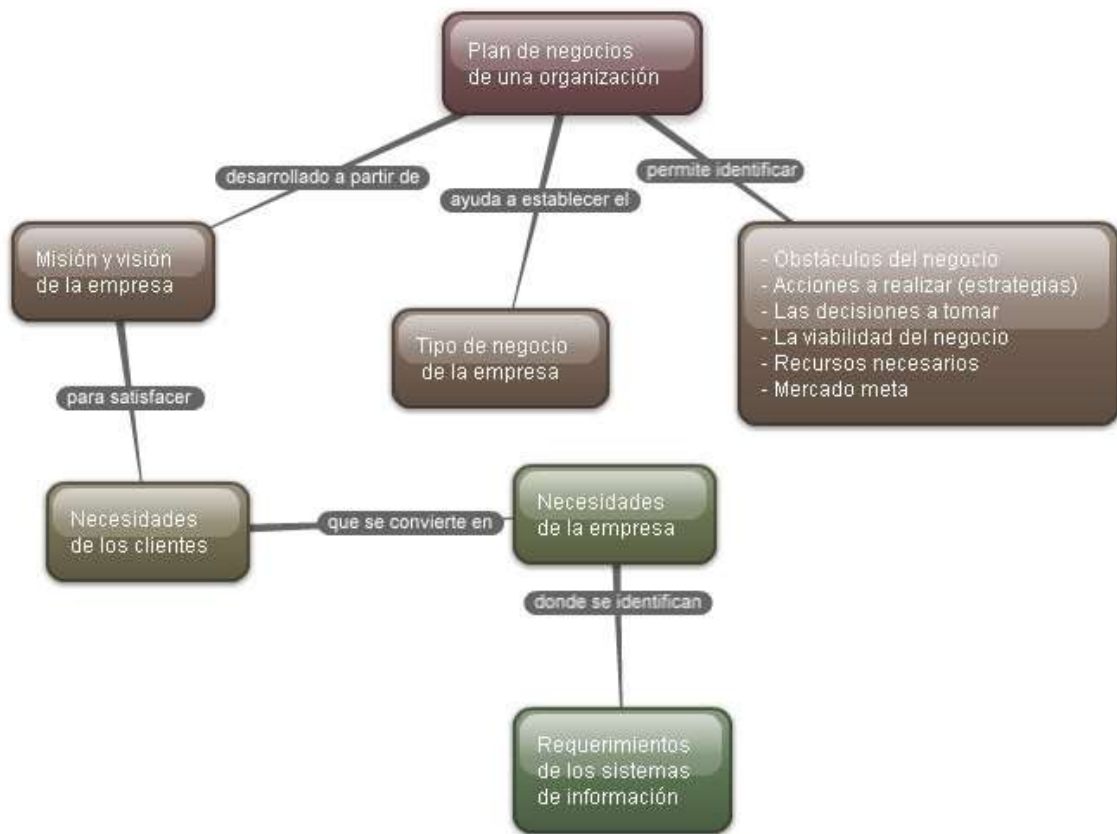 Plan de negocios
de una organización
desarrollado a partir de
ayuda a establecer el
permite identificar
Misión y visión
de la empresa
Tipo de negocio
de la empresa
- Obstáculos del negocio
- Acciones a realizar (estrategias)
- Las decisiones a tomar
- La viabilidad del negocio
- Recursos necesarios
- Mercado meta
para satisfacer
Necesidades
de los clientes
que se convierte en
Necesidades
de la empresa
donde se identifican
Requerimientos
de los sistemas
de información